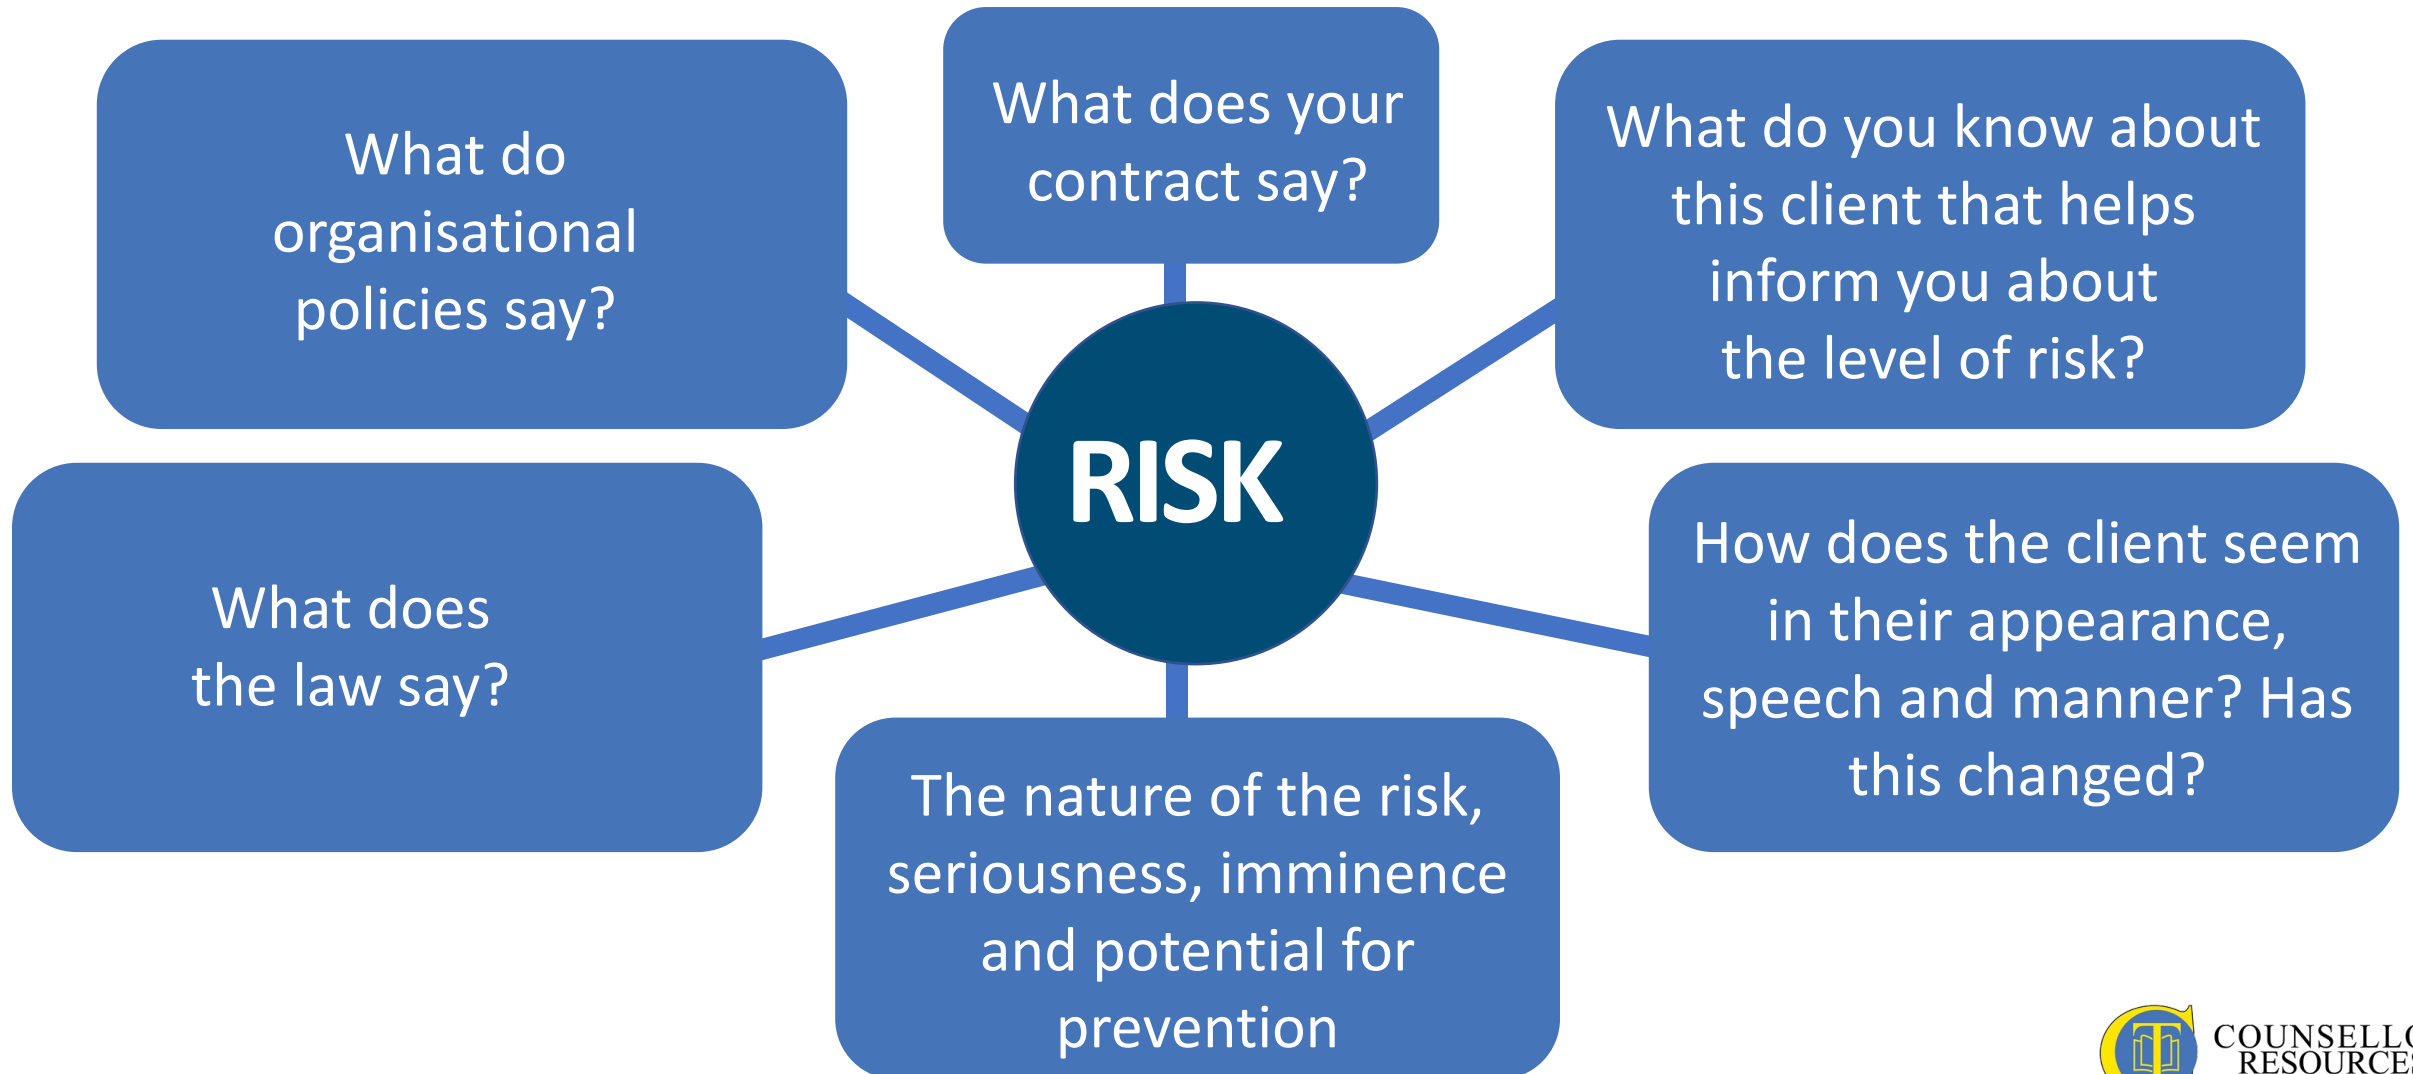 What do
organisational
policies say?
What does your
contract say?
What do you know about
this client that helps
inform you about
the level of risk?
RISK
What does
the law say?
How does the client seem
in their appearance,
speech and manner? Has
this changed?
The nature of the risk,
seriousness, imminence
and potential for
prevention
COUNSELLO
RESOURCES